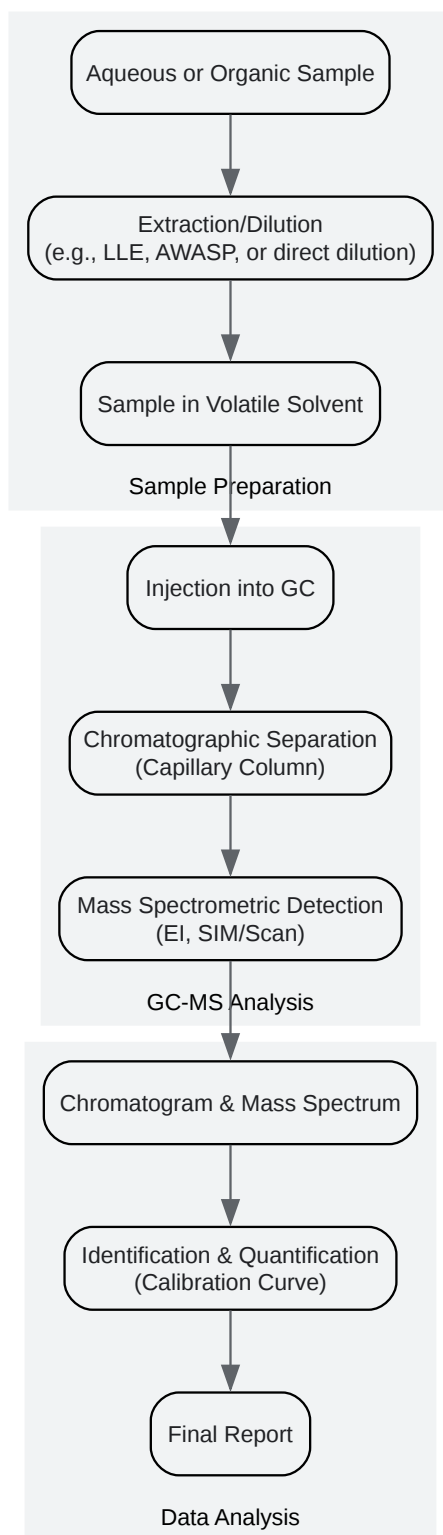 Aqueous or Organic Sample
Extraction/Dilution
(e.g., LLE, AWASP, or direct dilution)
Sample in Volatile Solvent
Sample Preparation
Injection into GC
Chromatographic Separation
(Capillary Column)
Mass Spectrometric Detection
(EI, SIM/Scan)
GC-MS Analysis
Chromatogram & Mass Spectrum
Identification & Quantification
(Calibration Curve)
Final Report
Data Analysis